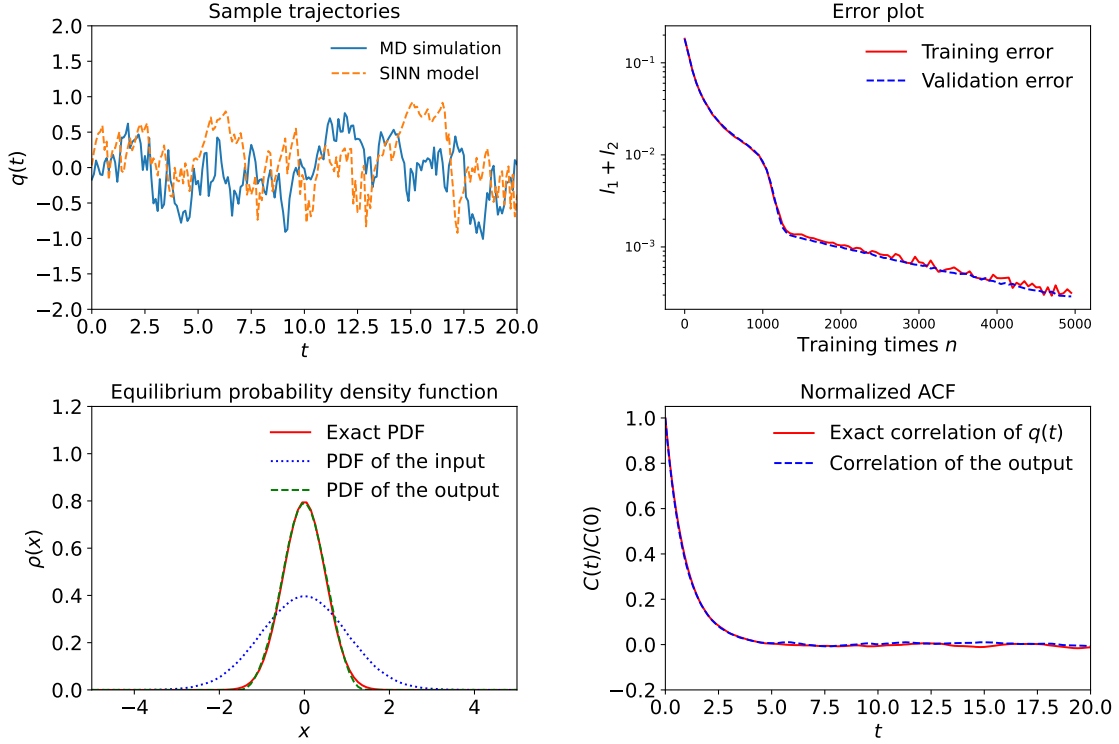 Sample trajectories
2.0
1.5
1.0
0.5
0.0
−0.5
−1.0
−1.5
−2.0
q(t)
MD simulation
SINN model
0.0 2.5 5.0 7.5 10.0 12.5 15.0 17.5 20.0
t
Error plot
10⁻¹
10⁻²
10⁻³
l₁ + l₂
Training error
Validation error
0 1000 2000 3000 4000 5000
Training times n
Equilibrium probability density function
1.2
1.0
0.8
0.6
0.4
0.2
0.0
ρ(x)
Exact PDF
PDF of the input
PDF of the output
−4 −2 0 2 4
x
Normalized ACF
1.0
0.8
0.6
0.4
0.2
0.0
−0.2
C(t)/C(0)
Exact correlation of q(t)
Correlation of the output
0.0 2.5 5.0 7.5 10.0 12.5 15.0 17.5 20.0
t